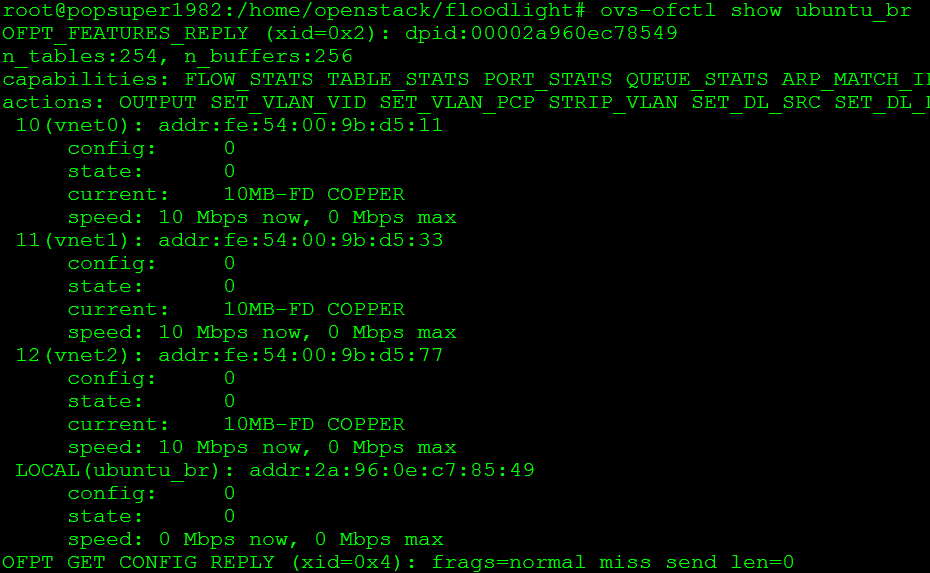 root@popsuper1982:/home/openstack/floodlight# ovs-ofctl show ubuntu_br
OFPT_FEATURES_REPLY (xid=0x2): dpid:00002a960ec78549
n_tables:254, n_buffers:256
capabilities: FLOW_STATS TABLE_STATS PORT_STATS QUEUE_STATS ARP_MATCH_I
actions: OUTPUT SET_VLAN_VID SET_VLAN_PCP STRIP_VLAN SET_DL_SRC SET_DL_
10(vnet0): addr:fe:54:00:9b:d5:11
config: 0
state: 0
current: 10MB-FD COPPER
speed: 10 Mbps now, 0 Mbps max
11(vnet1): addr:fe:54:00:9b:d5:33
config: 0
state: 0
current: 10MB-FD COPPER
speed: 10 Mbps now, 0 Mbps max
12(vnet2): addr:fe:54:00:9b:d5:77
config: 0
state: 0
current: 10MB-FD COPPER
speed: 10 Mbps now, 0 Mbps max
LOCAL(ubuntu_br): addr:2a:96:0e:c7:85:49
config: 0
state: 0
speed: 0 Mbps now, 0 Mbps max
OFPT_GET_CONFIG_REPLY (xid=0x4): frags=normal miss_send_len=0